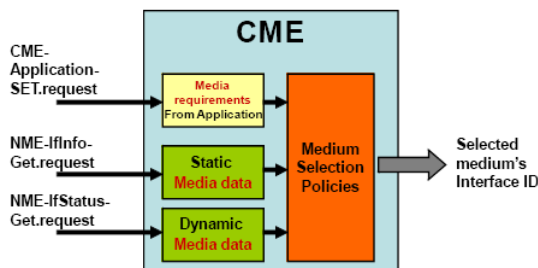 CME
CME-
Application-
SET.request
Media
requirements
From Application
NME-IfInfo-
Get.request
Static
Media data
NME-IfStatus-
Get.request
Dynamic
Media data
Medium
Selection
Policies
Selected
medium's
Interface ID